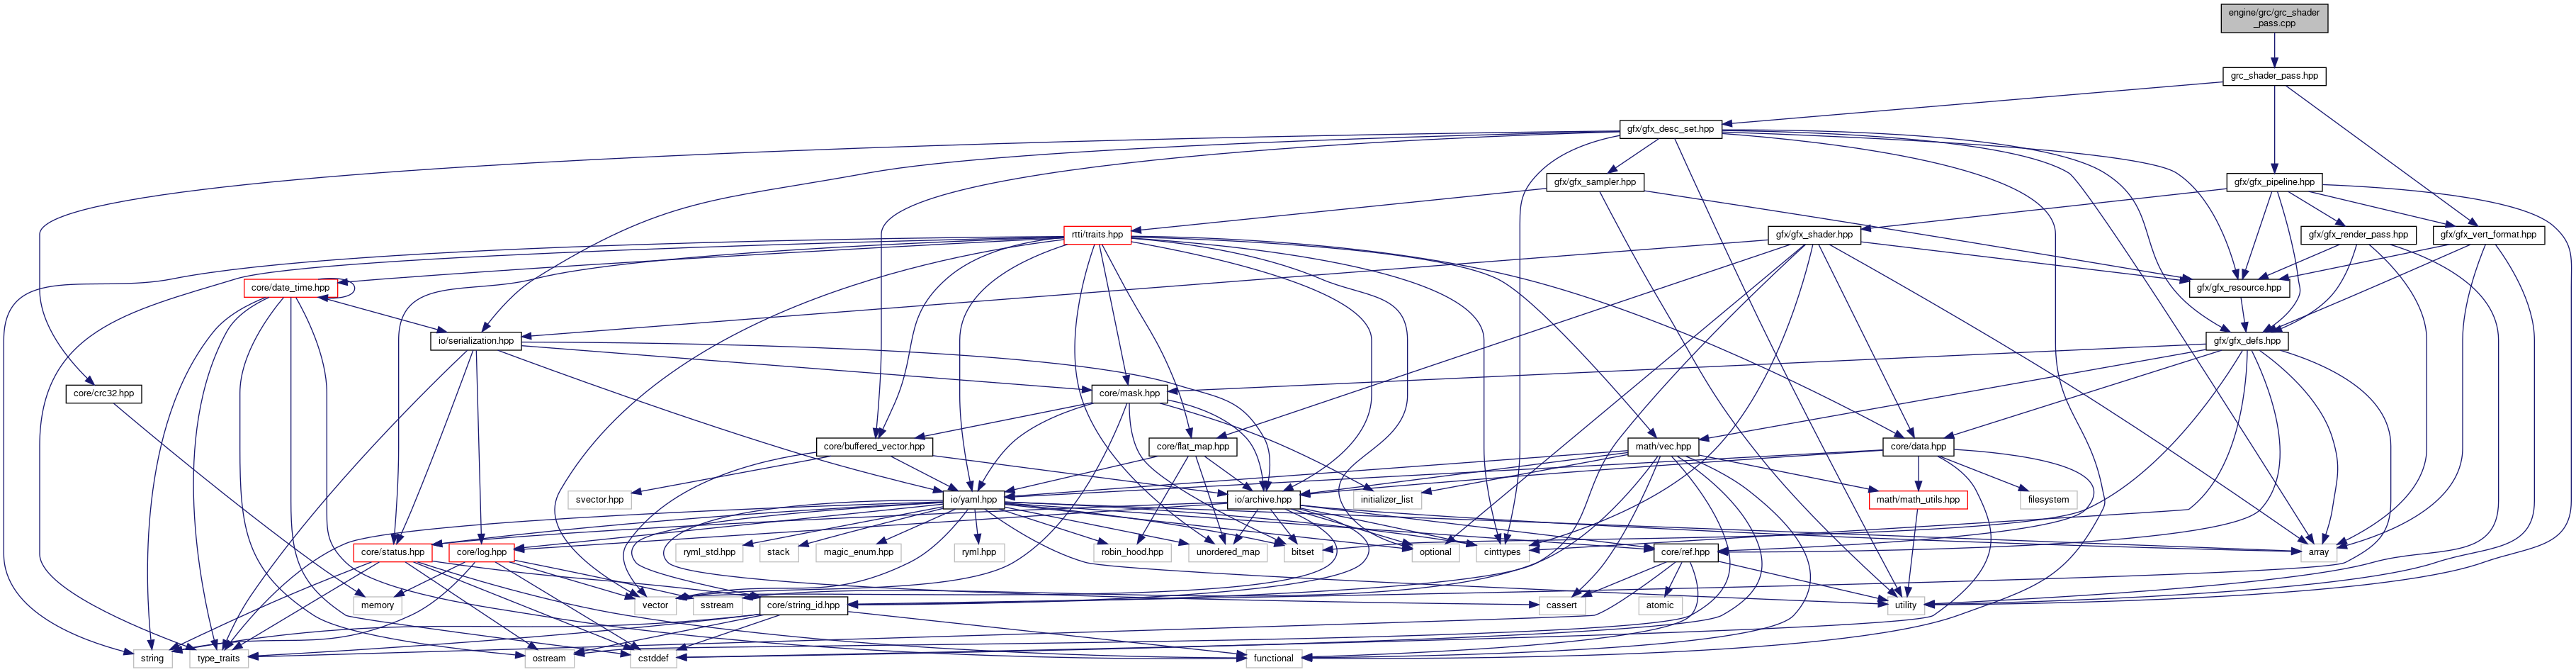 engine/grc/grc_shader
_pass.cpp
grc_shader_pass.hpp
gfx/gfx_desc_set.hpp
gfx/gfx_sampler.hpp
gfx/gfx_pipeline.hpp
rtti/traits.hpp
gfx/gfx_shader.hpp
gfx/gfx_render_pass.hpp
gfx/gfx_vert_format.hpp
core/date_time.hpp
gfx/gfx_resource.hpp
io/serialization.hpp
gfx/gfx_defs.hpp
core/crc32.hpp
core/mask.hpp
core/buffered_vector.hpp
core/flat_map.hpp
math/vec.hpp
core/data.hpp
svector.hpp
io/yaml.hpp
io/archive.hpp
initializer_list
math/math_utils.hpp
filesystem
core/status.hpp
core/log.hpp
ryml_std.hpp
stack
magic_enum.hpp
ryml.hpp
robin_hood.hpp
unordered_map
bitset
optional
cinttypes
core/ref.hpp
array
memory
vector
sstream
core/string_id.hpp
cassert
atomic
utility
string
type_traits
ostream
cstddef
functional